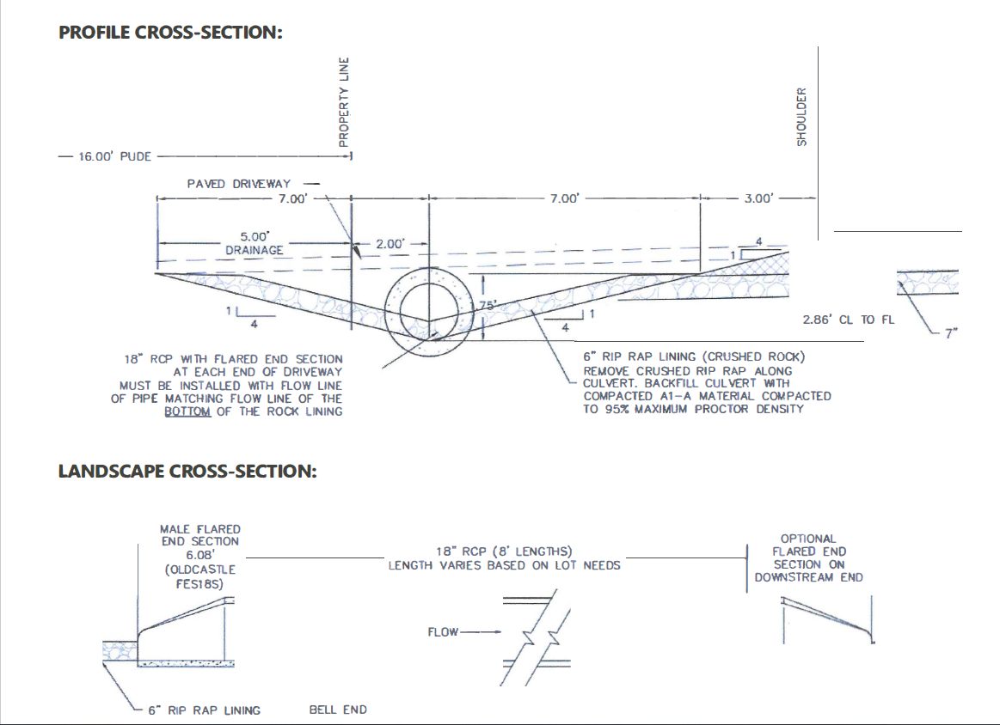 PROFILE CROSS-SECTION:
PROPERTY LINE
SHOULDER
16.00' PUDE
PAVED DRIVEWAY
7.00'
7.00'
3.00'
5.00'
DRAINAGE
2.00'
4
1
.75'
1
4
1
4
2.86' CL TO FL
7"
18" RCP WITH FLARED END SECTION
AT EACH END OF DRIVEWAY
MUST BE INSTALLED WITH FLOW LINE
OF PIPE MATCHING FLOW LINE OF THE
BOTTOM OF THE ROCK LINING
6" RIP RAP LINING (CRUSHED ROCK)
REMOVE CRUSHED RIP RAP ALONG
CULVERT. BACKFILL CULVERT WITH
COMPACTED A1-A MATERIAL COMPACTED
TO 95% MAXIMUM PROCTOR DENSITY
LANDSCAPE CROSS-SECTION:
MALE FLARED
END SECTION
6.08'
(OLDCASTLE
FES18S)
18" RCP (8' LENGTHS)
LENGTH VARIES BASED ON LOT NEEDS
OPTIONAL
FLARED END
SECTION ON
DOWNSTREAM END
FLOW
6" RIP RAP LINING
BELL END